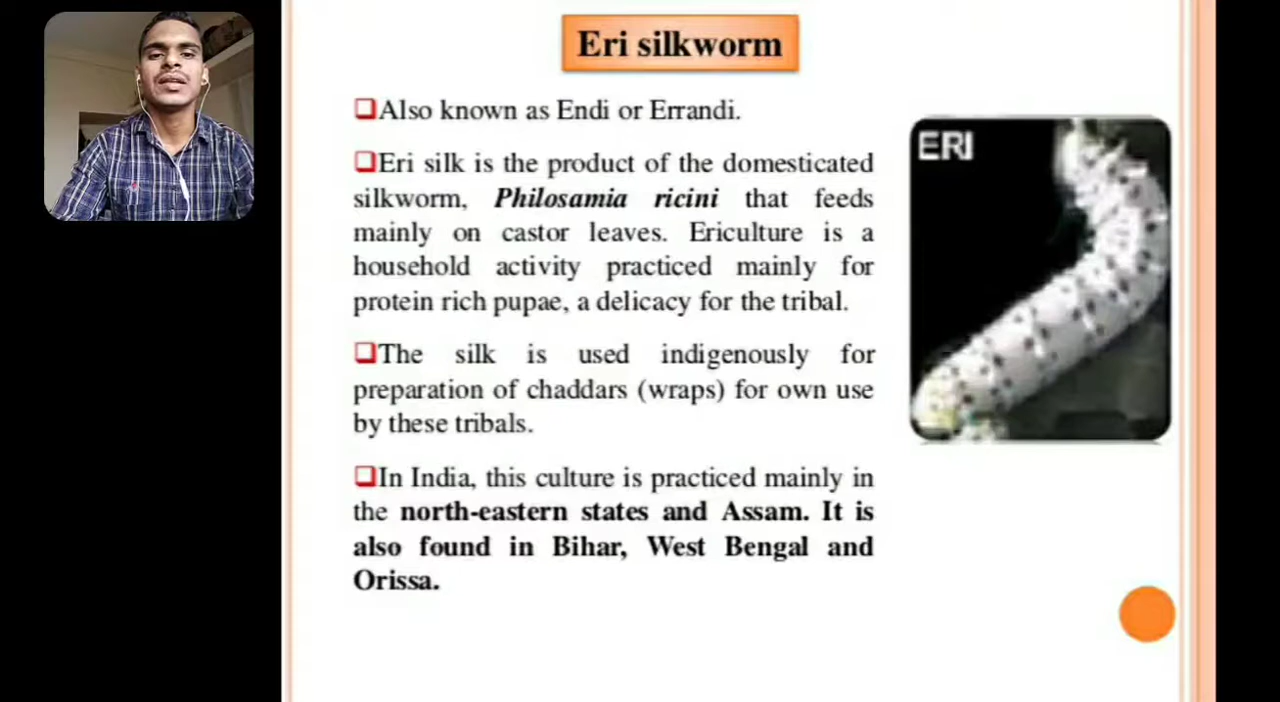 Eri silkworm
Also known as Endi or Errandi.
Eri silk is the product of the domesticated
silkworm, Philosamia ricini that feeds
mainly on castor leaves. Ericulture is a
household activity practiced mainly for
protein rich pupae, a delicacy for the tribal.
The silk is used indigenously for
preparation of chaddars (wraps) for own use
by these tribals.
In India, this culture is practiced mainly in
the north-eastern states and Assam. It is
also found in Bihar, West Bengal and
Orissa.
ERI